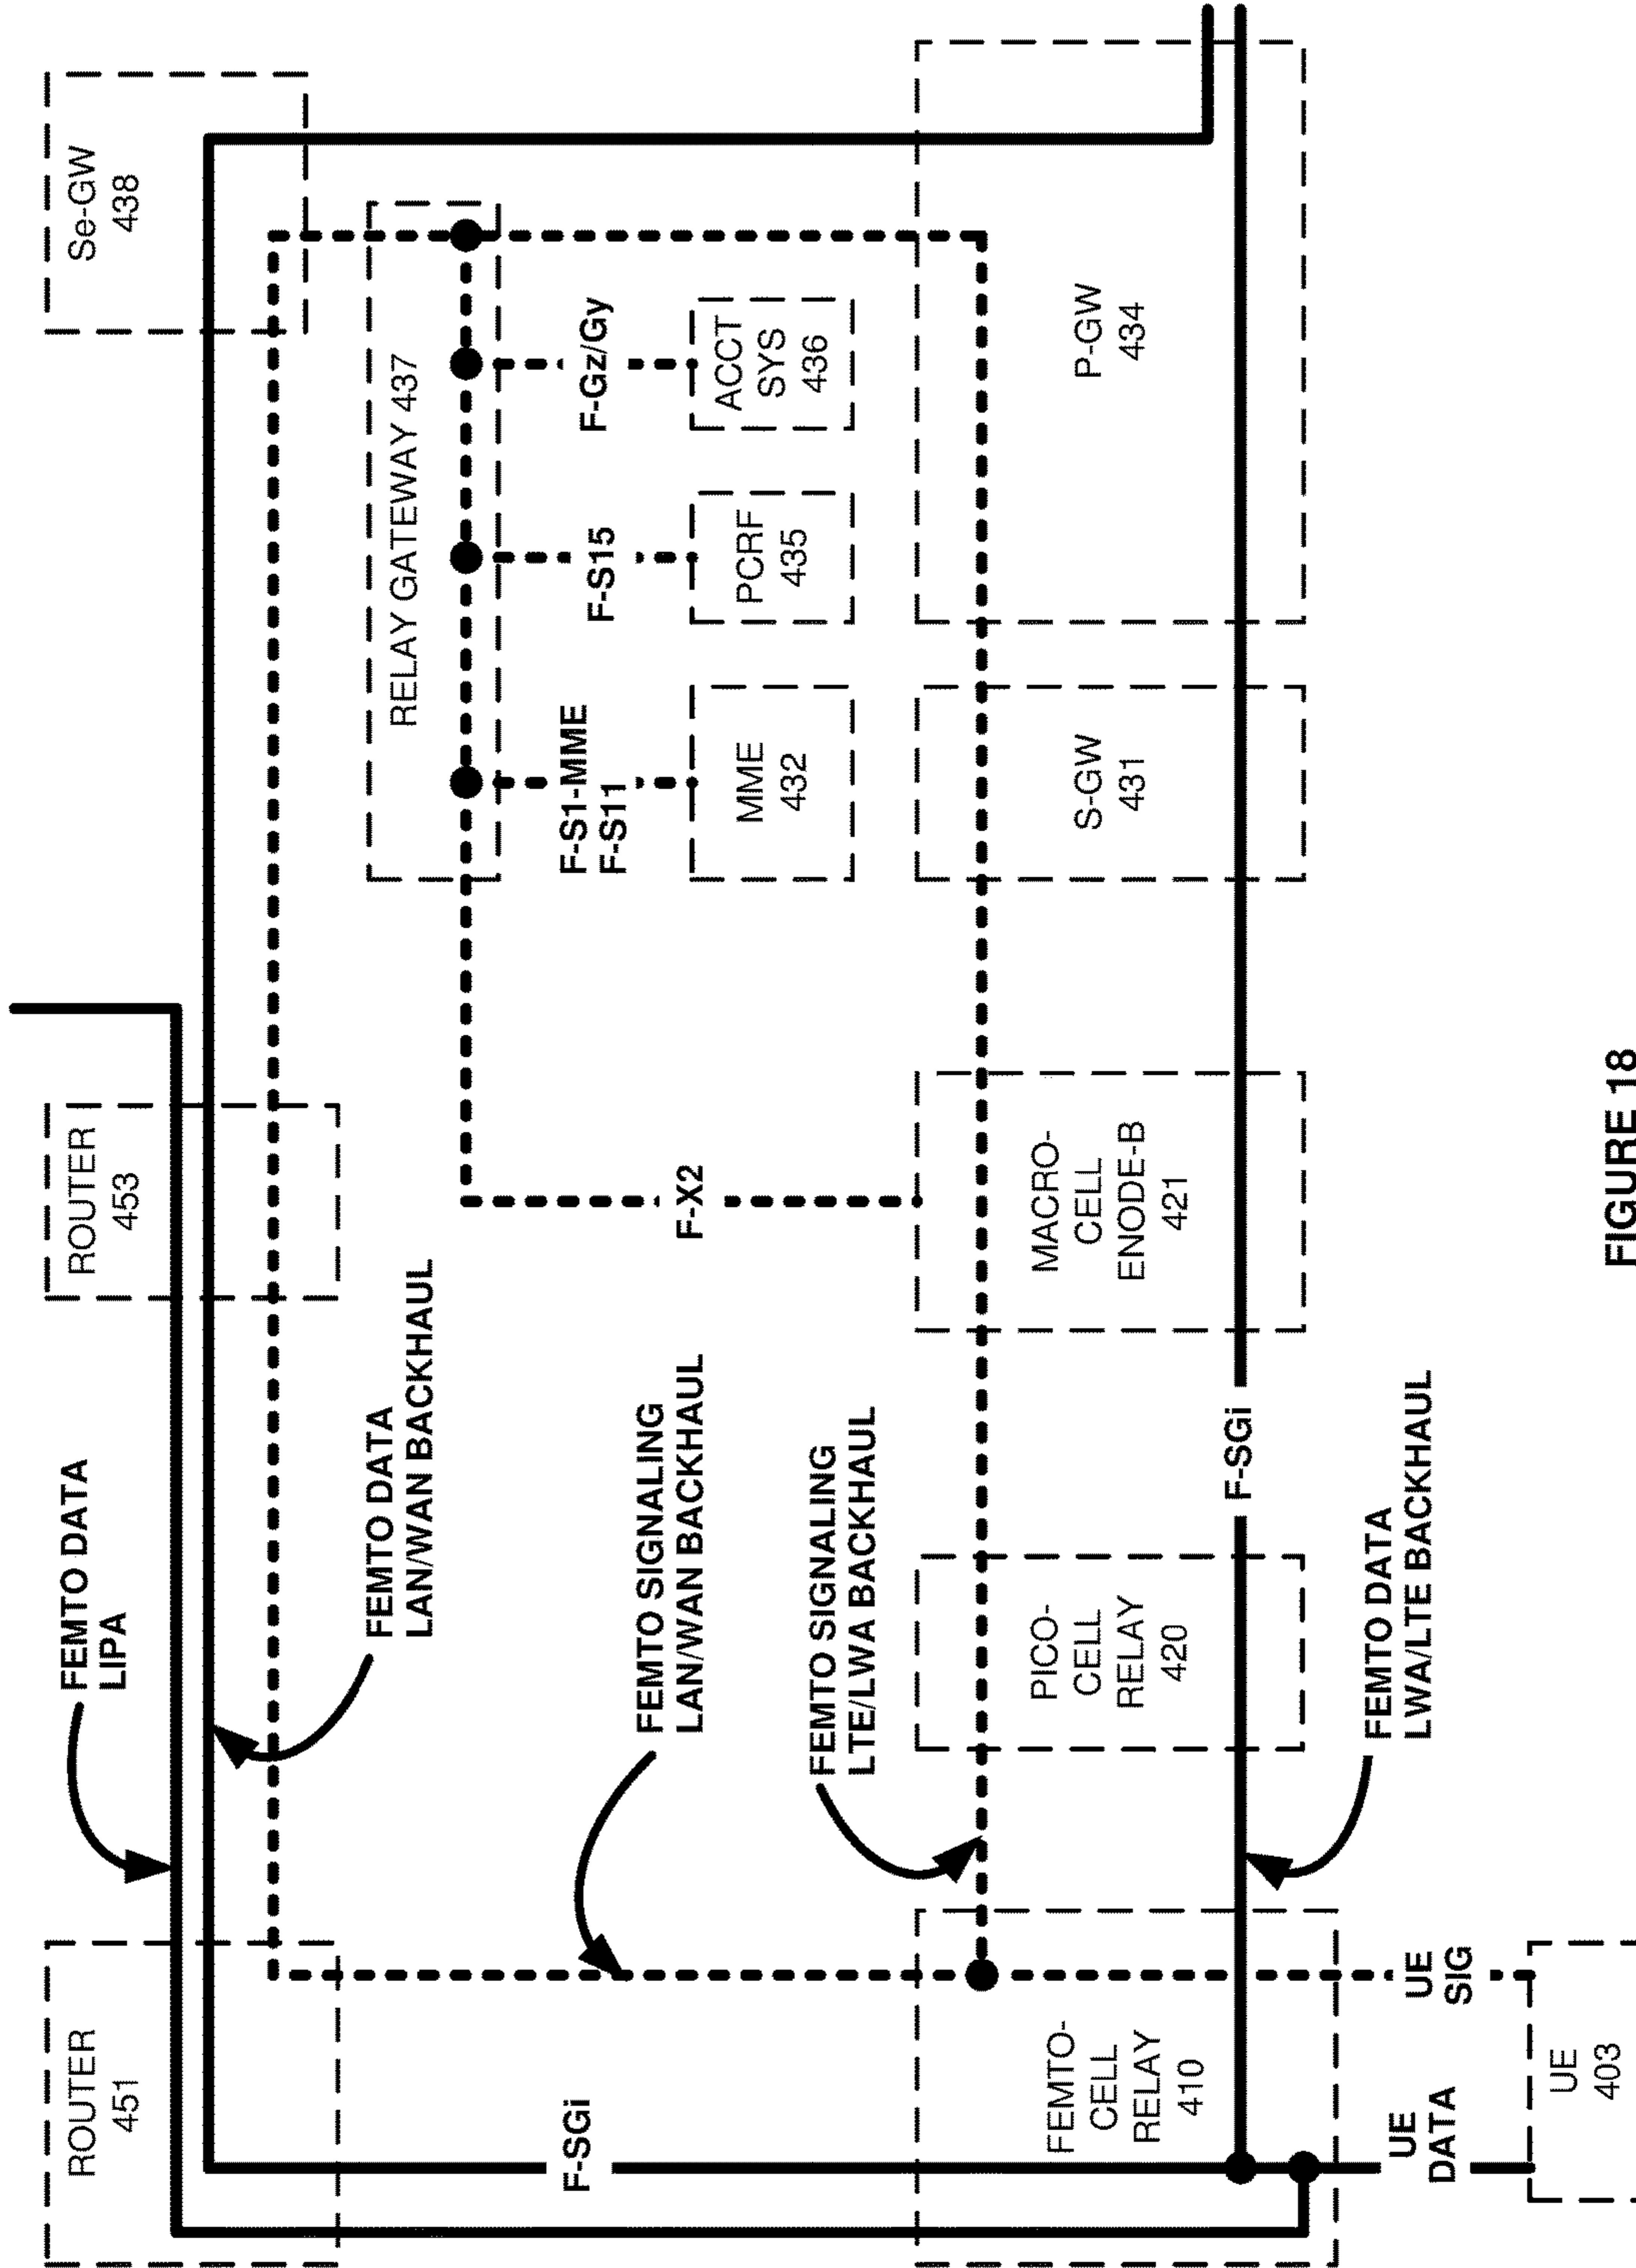 ROUTER
451
ROUTER
453
Se-GW
438
FEMTO DATA
LIPA
FEMTO DATA
LAN/WAN BACKHAUL
RELAY GATEWAY 437
F-SGi
FEMTO SIGNALING
LAN/WAN BACKHAUL
F-X2
F-S1-MME
F-S11
F-S15
F-Gz/Gy
MME
432
PCRF
435
ACCT
SYS
436
FEMTO SIGNALING
LTE/LWA BACKHAUL
FEMTO-
CELL
RELAY
410
PICO-
CELL
RELAY
420
MACRO-
CELL
ENODE-B
421
S-GW
431
P-GW
434
F-SGi
FEMTO DATA
LWA/LTE BACKHAUL
UE
DATA
UE
SIG
UE
403
FIGURE 18